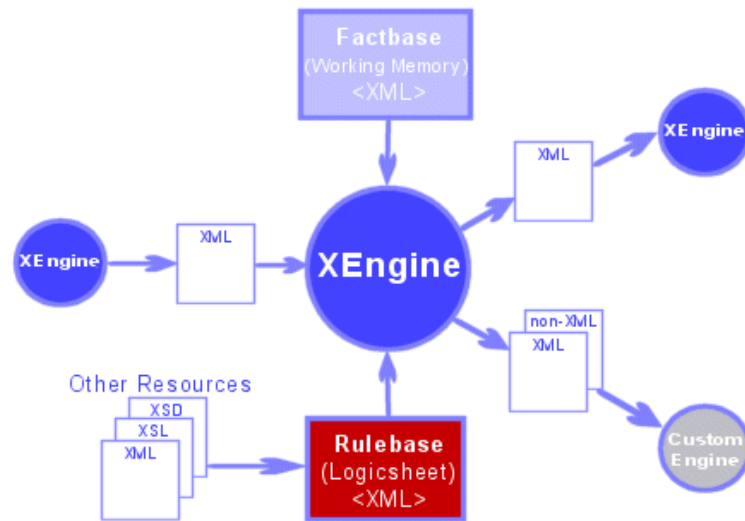 Factbase
(Working Memory)
<XML>
XEngine
XML
XML
XEngine
XEngine
non-XML
XML
Other Resources
XSD
XSL
XML
Rulebase
(Logicsheet)
<XML>
Custom
Engine